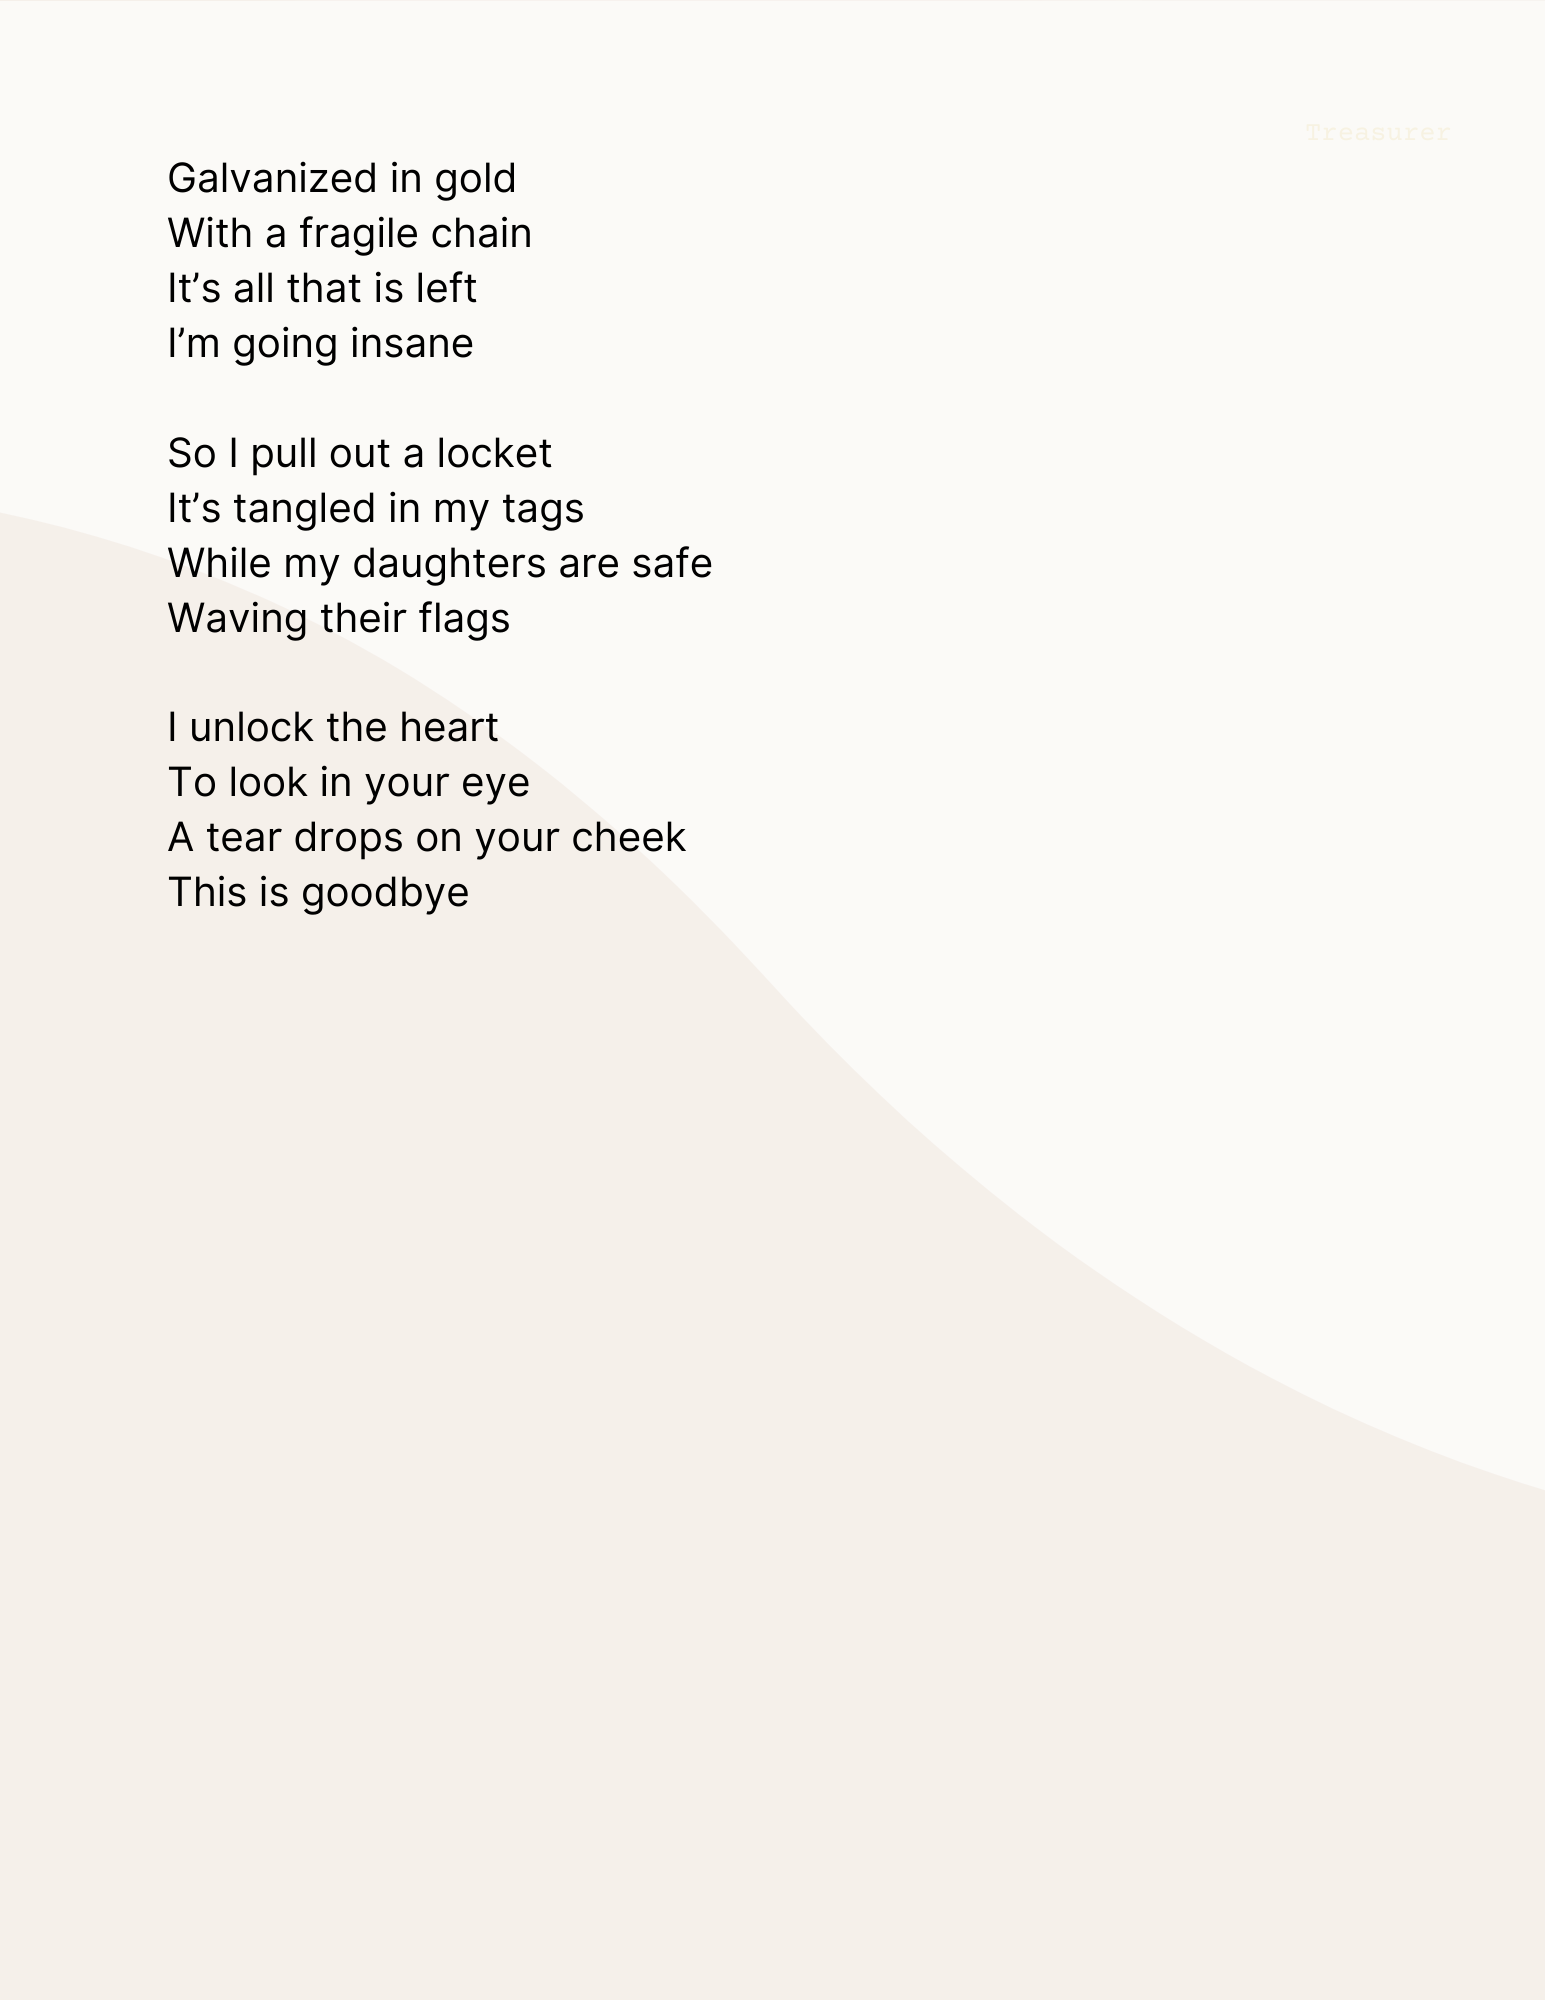 Treasurer
Galvanized in gold
With a fragile chain
It’s all that is left
I’m going insane
So I pull out a locket
It’s tangled in my tags
While my daughters are safe
Waving their flags
I unlock the heart
To look in your eye
A tear drops on your cheek
This is goodbye